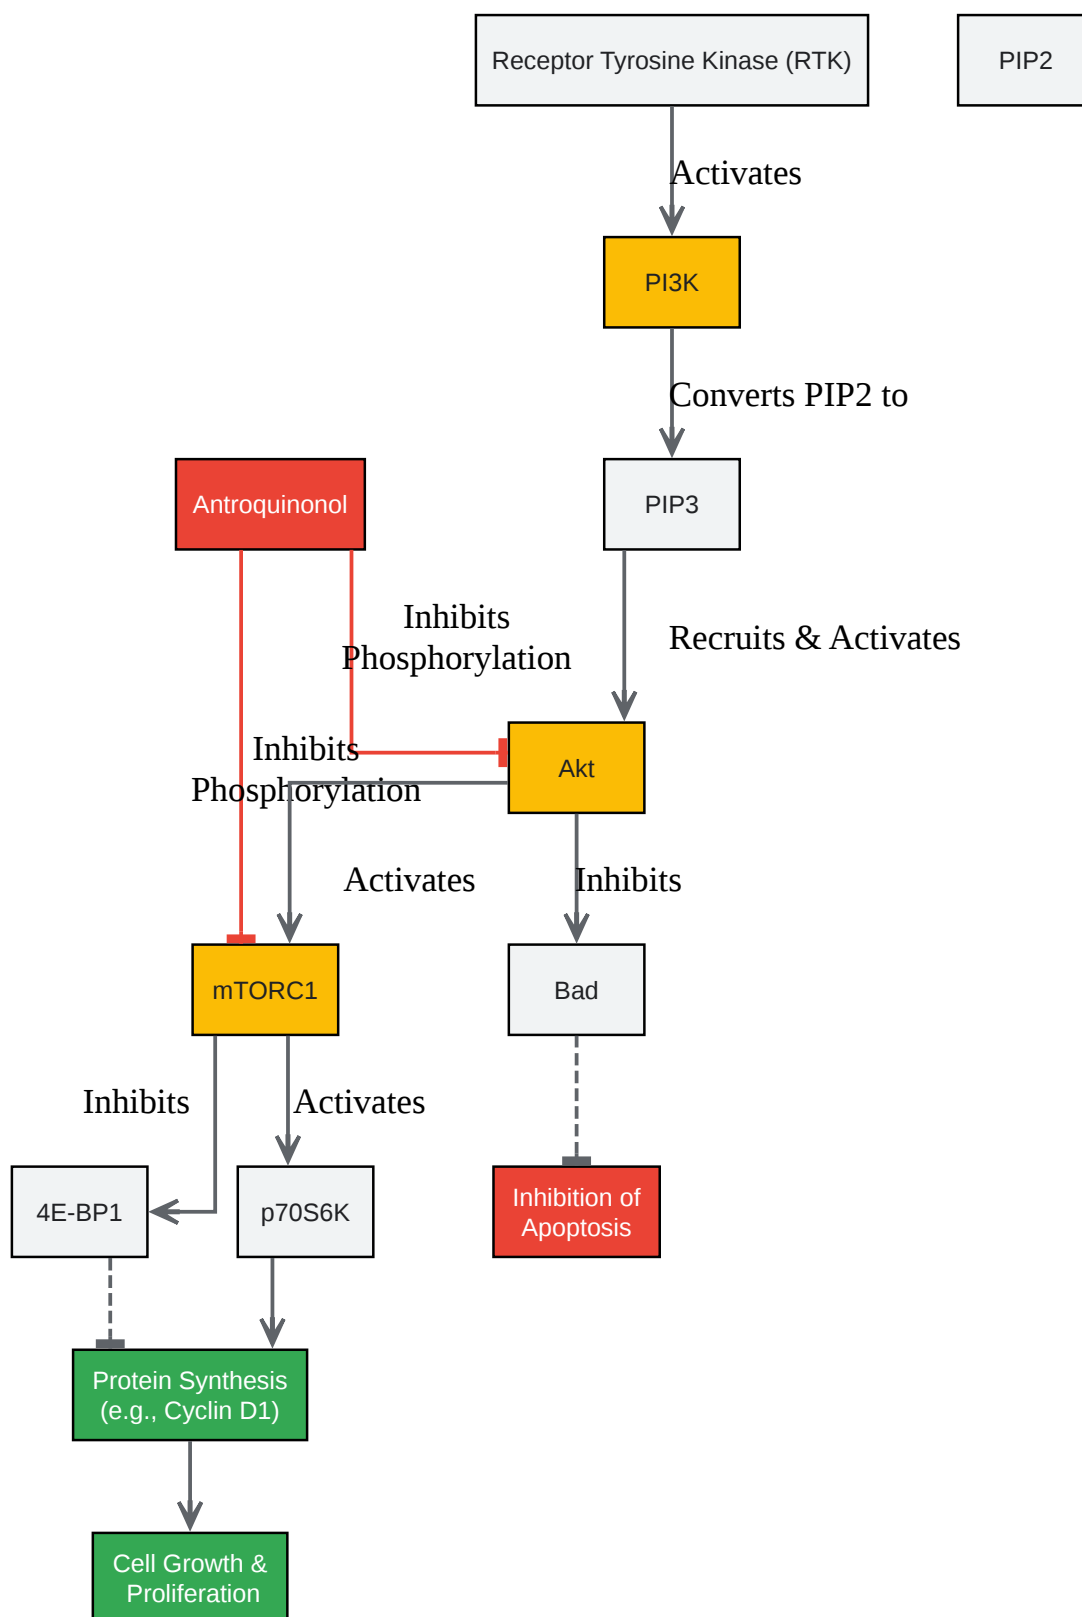 Receptor Tyrosine Kinase (RTK)
PIP2
Activates
PI3K
Converts PIP2 to
Antroquinonol
PIP3
Inhibits
Phosphorylation
Recruits & Activates
Inhibits
Phosphorylation
Akt
Activates
Inhibits
mTORC1
Bad
Inhibits
Activates
4E-BP1
p70S6K
Inhibition of
Apoptosis
Protein Synthesis
(e.g., Cyclin D1)
Cell Growth &
Proliferation